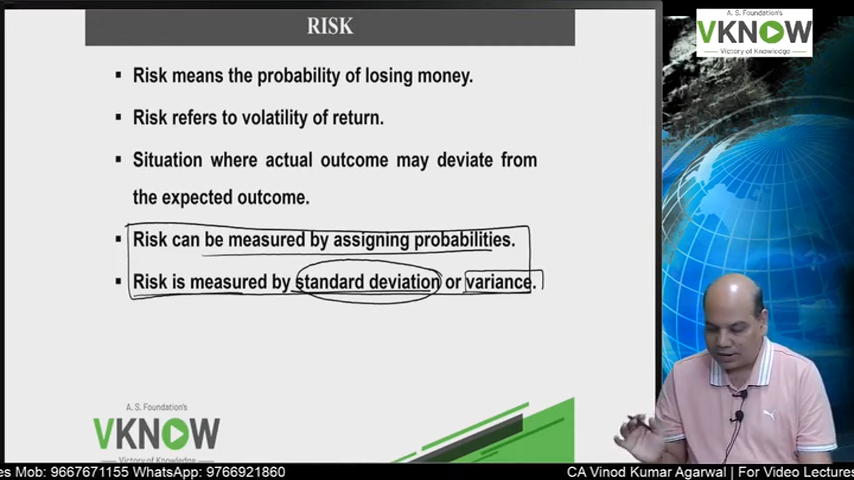 RISK
A. S. Foundation's
VKNOW
Victory of Knowledge
▪ Risk means the probability of losing money.
▪ Risk refers to volatility of return.
▪ Situation where actual outcome may deviate from
the expected outcome.
▪ Risk can be measured by assigning probabilities.
▪ Risk is measured by standard deviation or variance.
A. S. Foundation's
VKNOW
Victory of Knowledge
es Mob: 9667671155 WhatsApp: 9766921860
CA Vinod Kumar Agarwal | For Video Lectures